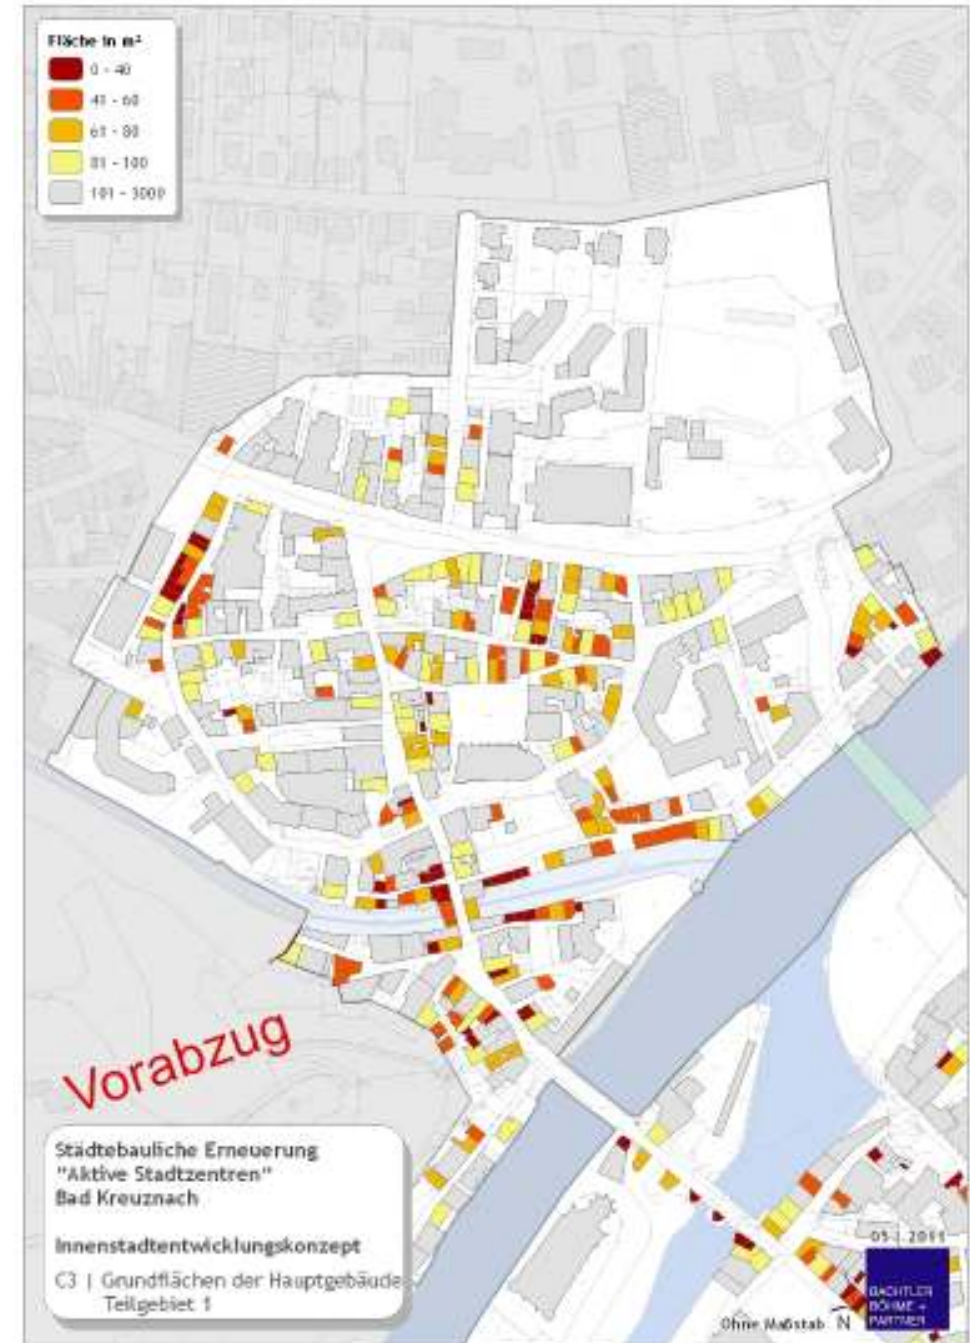 Fläche in m²
0 - 40
41 - 60
61 - 80
81 - 100
101 - 3000
Vorabzug
Städtebauliche Erneuerung
"Aktive Stadtzentren"
Bad Kreuznach
Innenstadtentwicklungskonzept
C3 | Grundflächen der Hauptgebäude
Teilgebiet 1
05 | 2011
BACHTLER
BÖHME +
PARTNER
Ohne Maßstab N